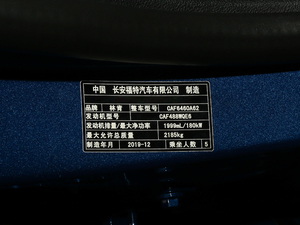 中国 长安福特汽车有限公司 制造
品牌 林肯 整车型号 CAF6460A62
发动机型号 CAF488WQE6
发动机排量/最大净功率 1999mL/180kW
最大允许总质量 2185kg
制造年月 2019-12 乘坐人数 5